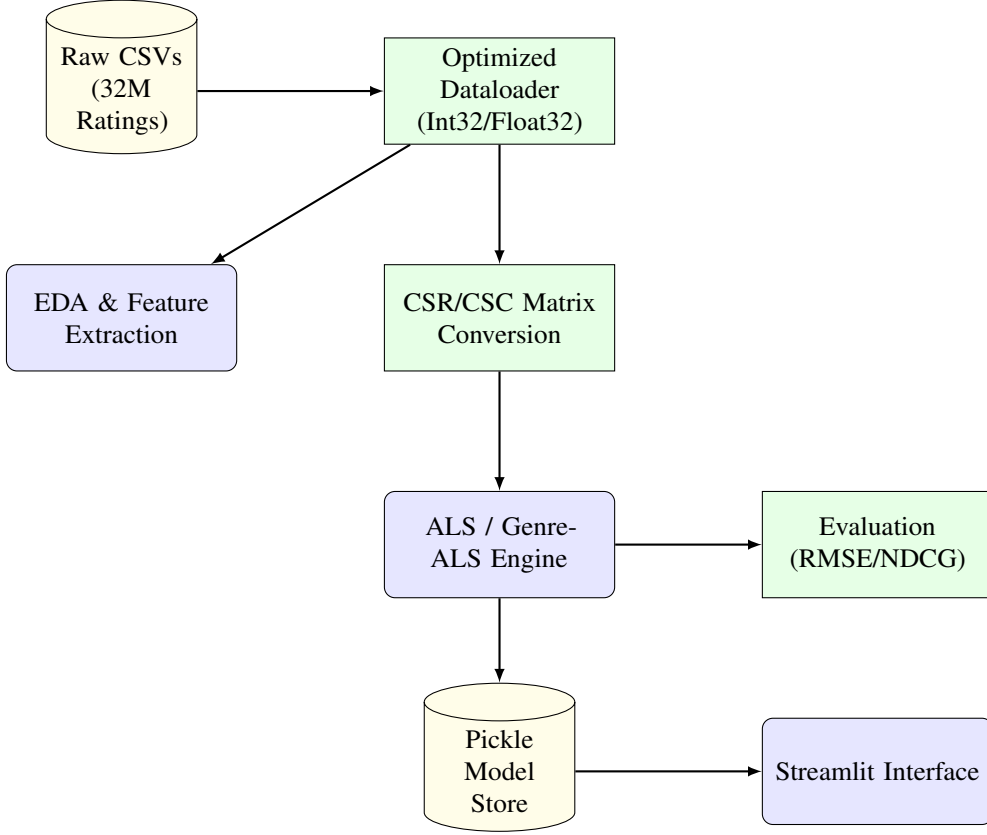 Raw CSVs
(32M
Ratings)
Optimized
Dataloader
(Int32/Float32)
EDA & Feature
Extraction
CSR/CSC Matrix
Conversion
ALS / Genre-
ALS Engine
Evaluation
(RMSE/NDCG)
Pickle
Model
Store
Streamlit Interface